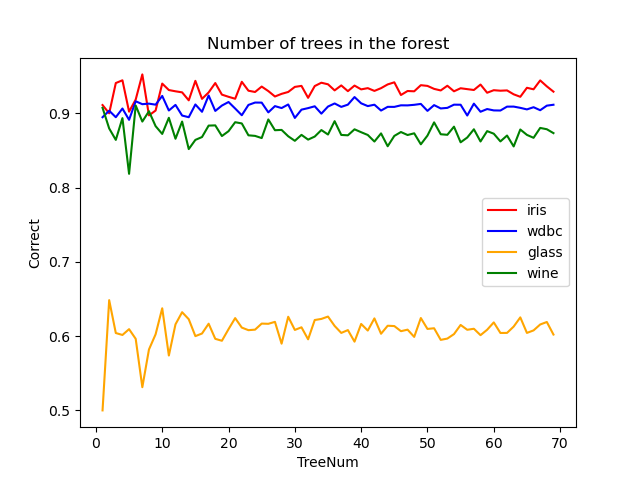 Number of trees in the forest
Correct
0.9
0.8
0.7
0.6
0.5
iris
wdbc
glass
wine
0 10 20 30 40 50 60 70
TreeNum